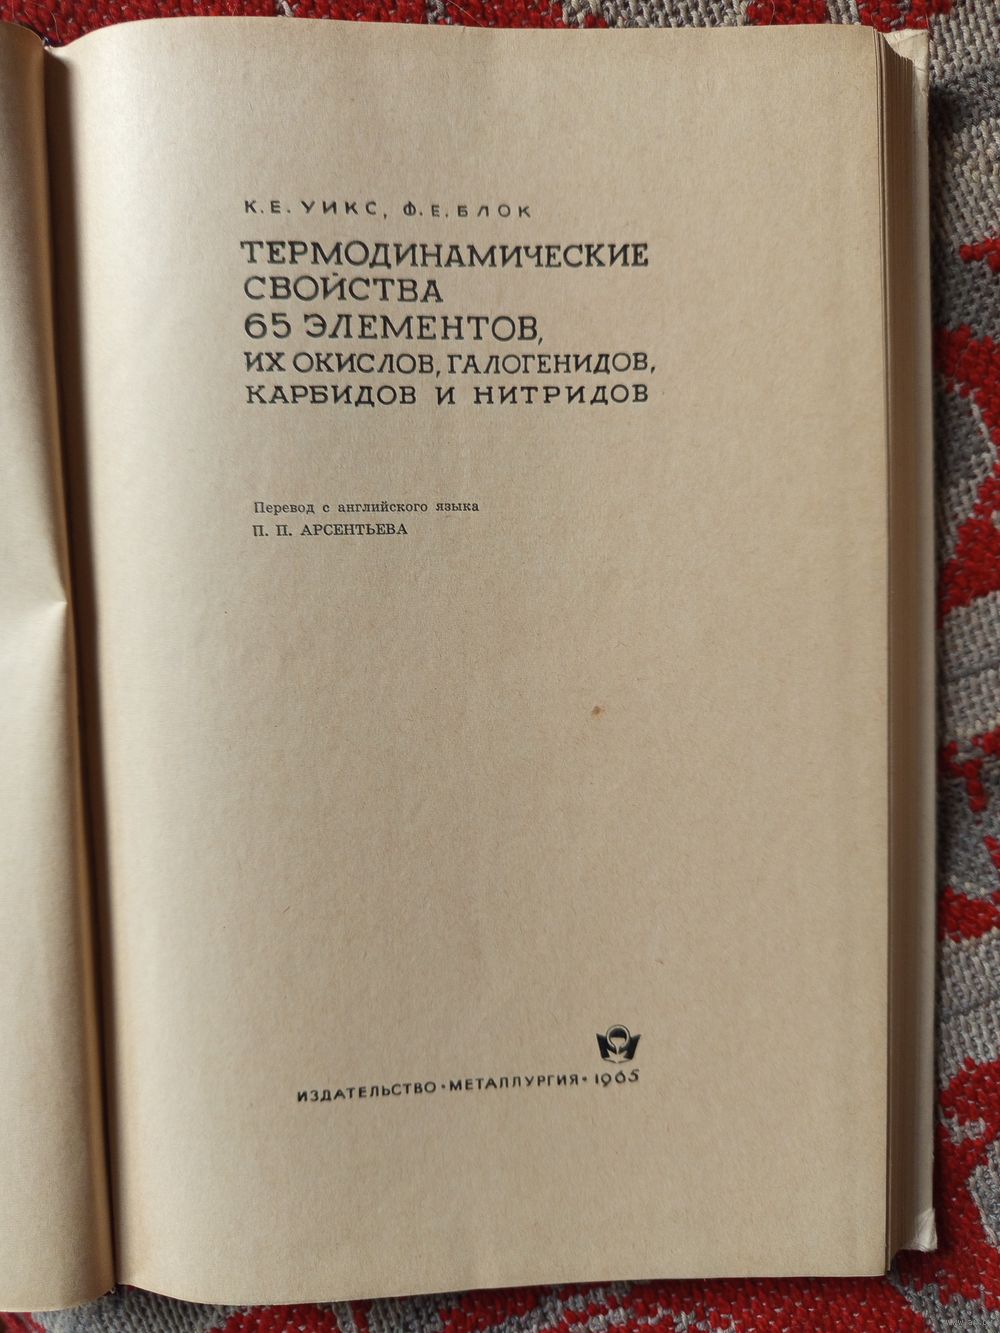 К. Е. УИКС, Ф. Е. БЛОК
ТЕРМОДИНАМИЧЕСКИЕ
СВОЙСТВА
65 ЭЛЕМЕНТОВ,
ИХ ОКИСЛОВ, ГАЛОГЕНИДОВ,
КАРБИДОВ И НИТРИДОВ
Перевод с английского языка
П. П. АРСЕНТЬЕВА
ИЗДАТЕЛЬСТВО • МЕТАЛЛУРГИЯ • 1965